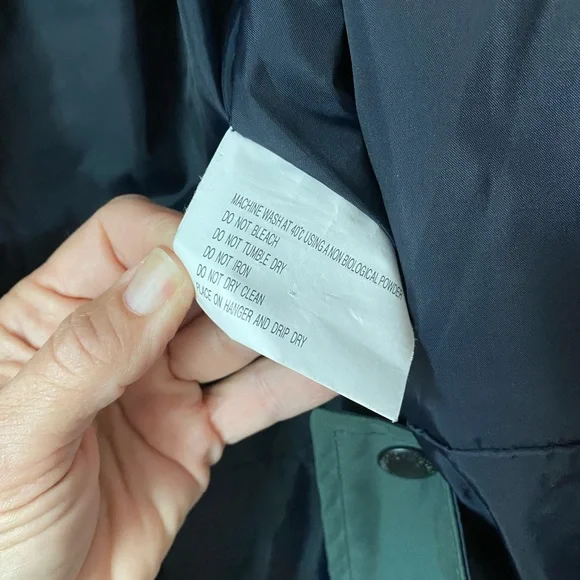 MACHINE WASH AT 40°c USING A NON BIOLOGICAL POWDER
DO NOT BLEACH
DO NOT TUMBLE DRY
DO NOT IRON
DO NOT DRY CLEAN
PLACE ON HANGER AND DRIP DRY